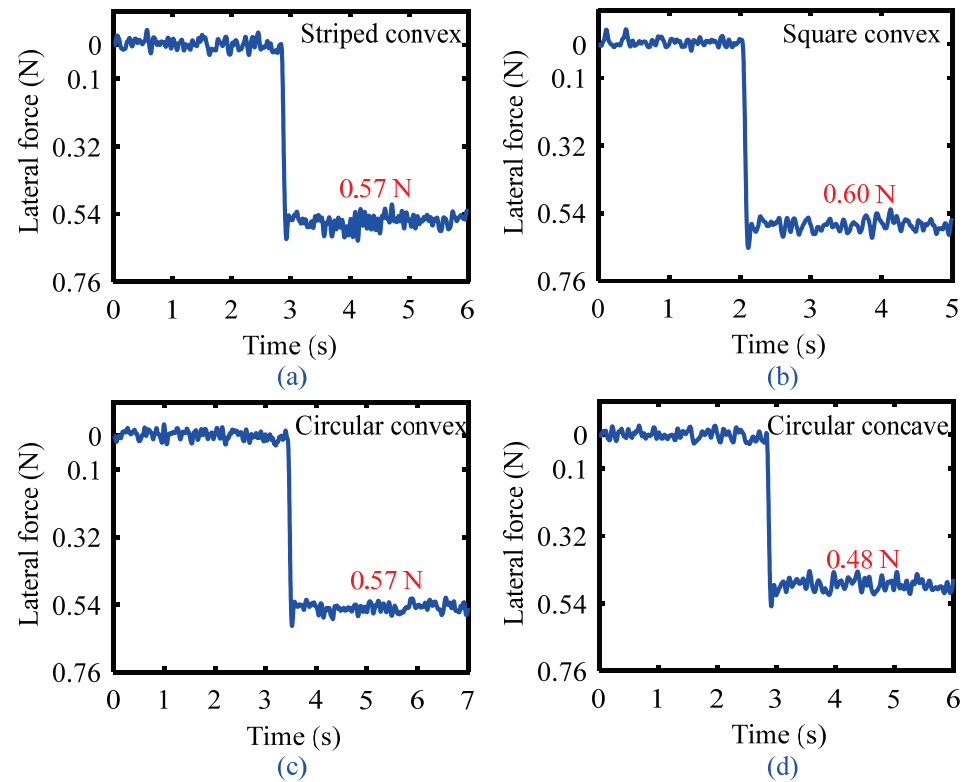 Striped convex
0
0.1
0.32
0.54
0.76
Lateral force (N)
0.57 N
0 1 2 3 4 5 6
Time (s)
(a)
Square convex
0
0.1
0.32
0.54
0.76
Lateral force (N)
0.60 N
0 1 2 3 4 5
Time (s)
(b)
Circular convex
0
0.1
0.32
0.54
0.76
Lateral force (N)
0.57 N
0 1 2 3 4 5 6 7
Time (s)
(c)
Circular concave
0
0.1
0.32
0.54
0.76
Lateral force (N)
0.48 N
0 1 2 3 4 5 6
Time (s)
(d)